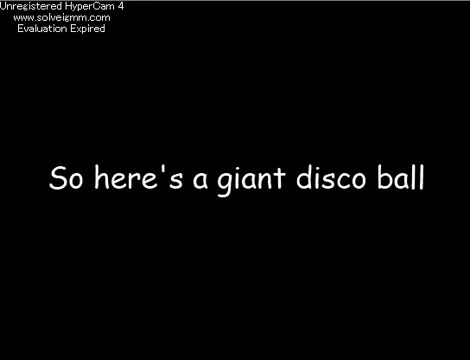 Unregistered HyperCam 4
www.solveigmm.com
Evaluation Expired
So here's a giant disco ball